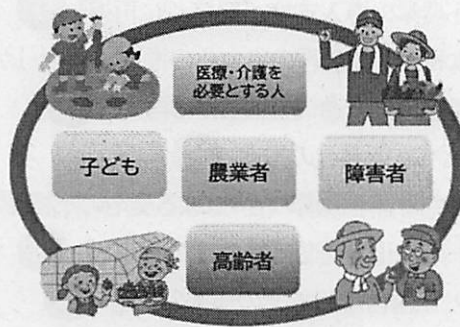 医療・介護を
必要とする人
子ども
農業者
障害者
高齢者